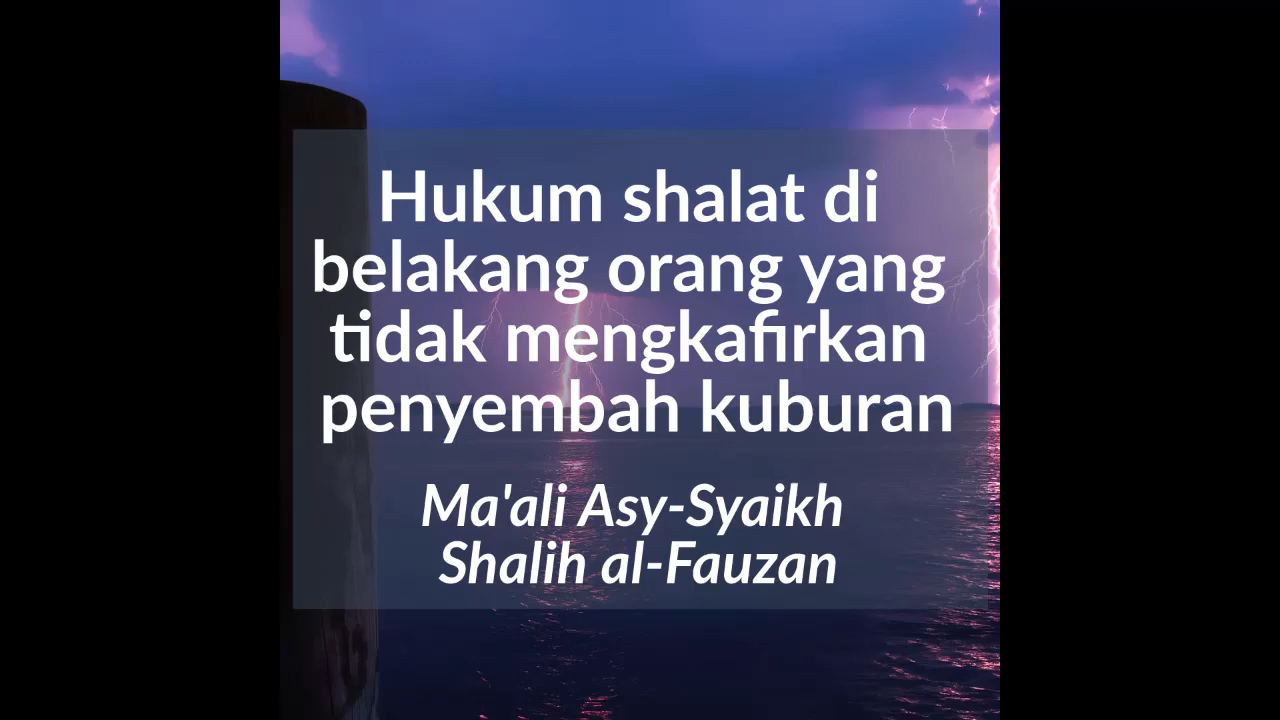 Hukum shalat di
belakang orang yang
tidak mengkafirkan
penyembah kuburan
Ma'ali Asy-Syaikh
Shalih al-Fauzan